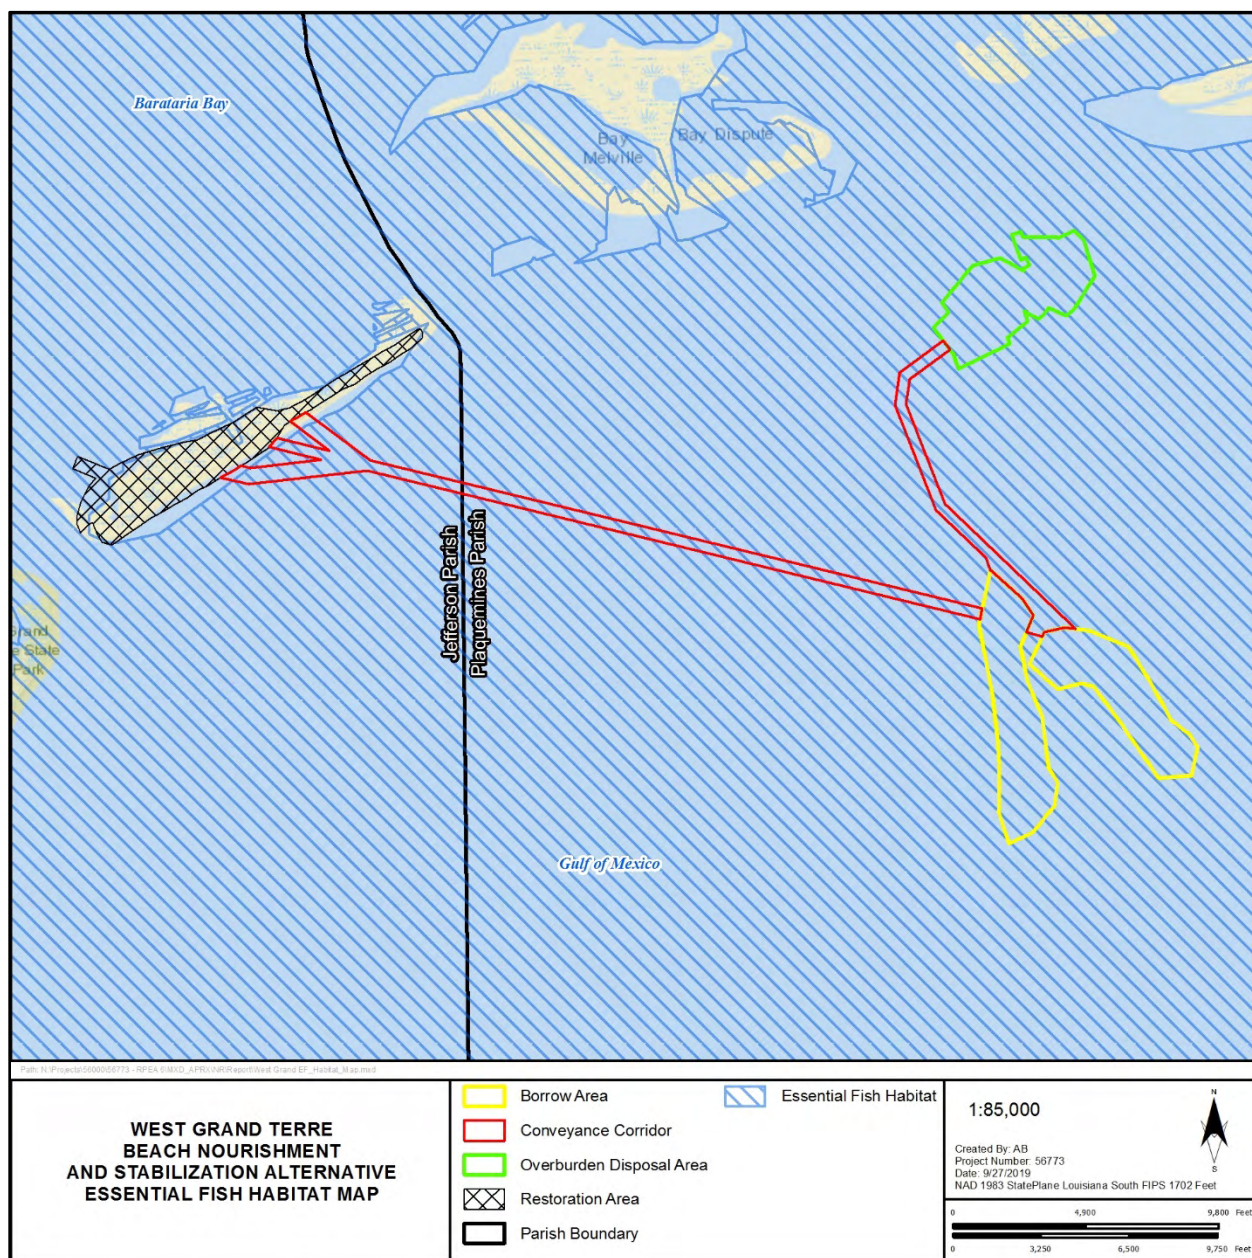 Barataria Bay
Bay
Melville
Bay Dispute
Jefferson Parish
Plaquemines Parish
Grand
e State
Park
Gulf of Mexico
WEST GRAND TERRE
BEACH NOURISHMENT
AND STABILIZATION ALTERNATIVE
ESSENTIAL FISH HABITAT MAP
Borrow Area
Conveyance Corridor
Overburden Disposal Area
Restoration Area
Parish Boundary
Essential Fish Habitat
1:85,000
N
S
Created By: AB
Project Number: 56773
Date: 9/27/2019
NAD 1983 StatePlane Louisiana South FIPS 1702 Feet
0 4,900 9,800 Feet
0 3,250 6,500 9,750 Feet